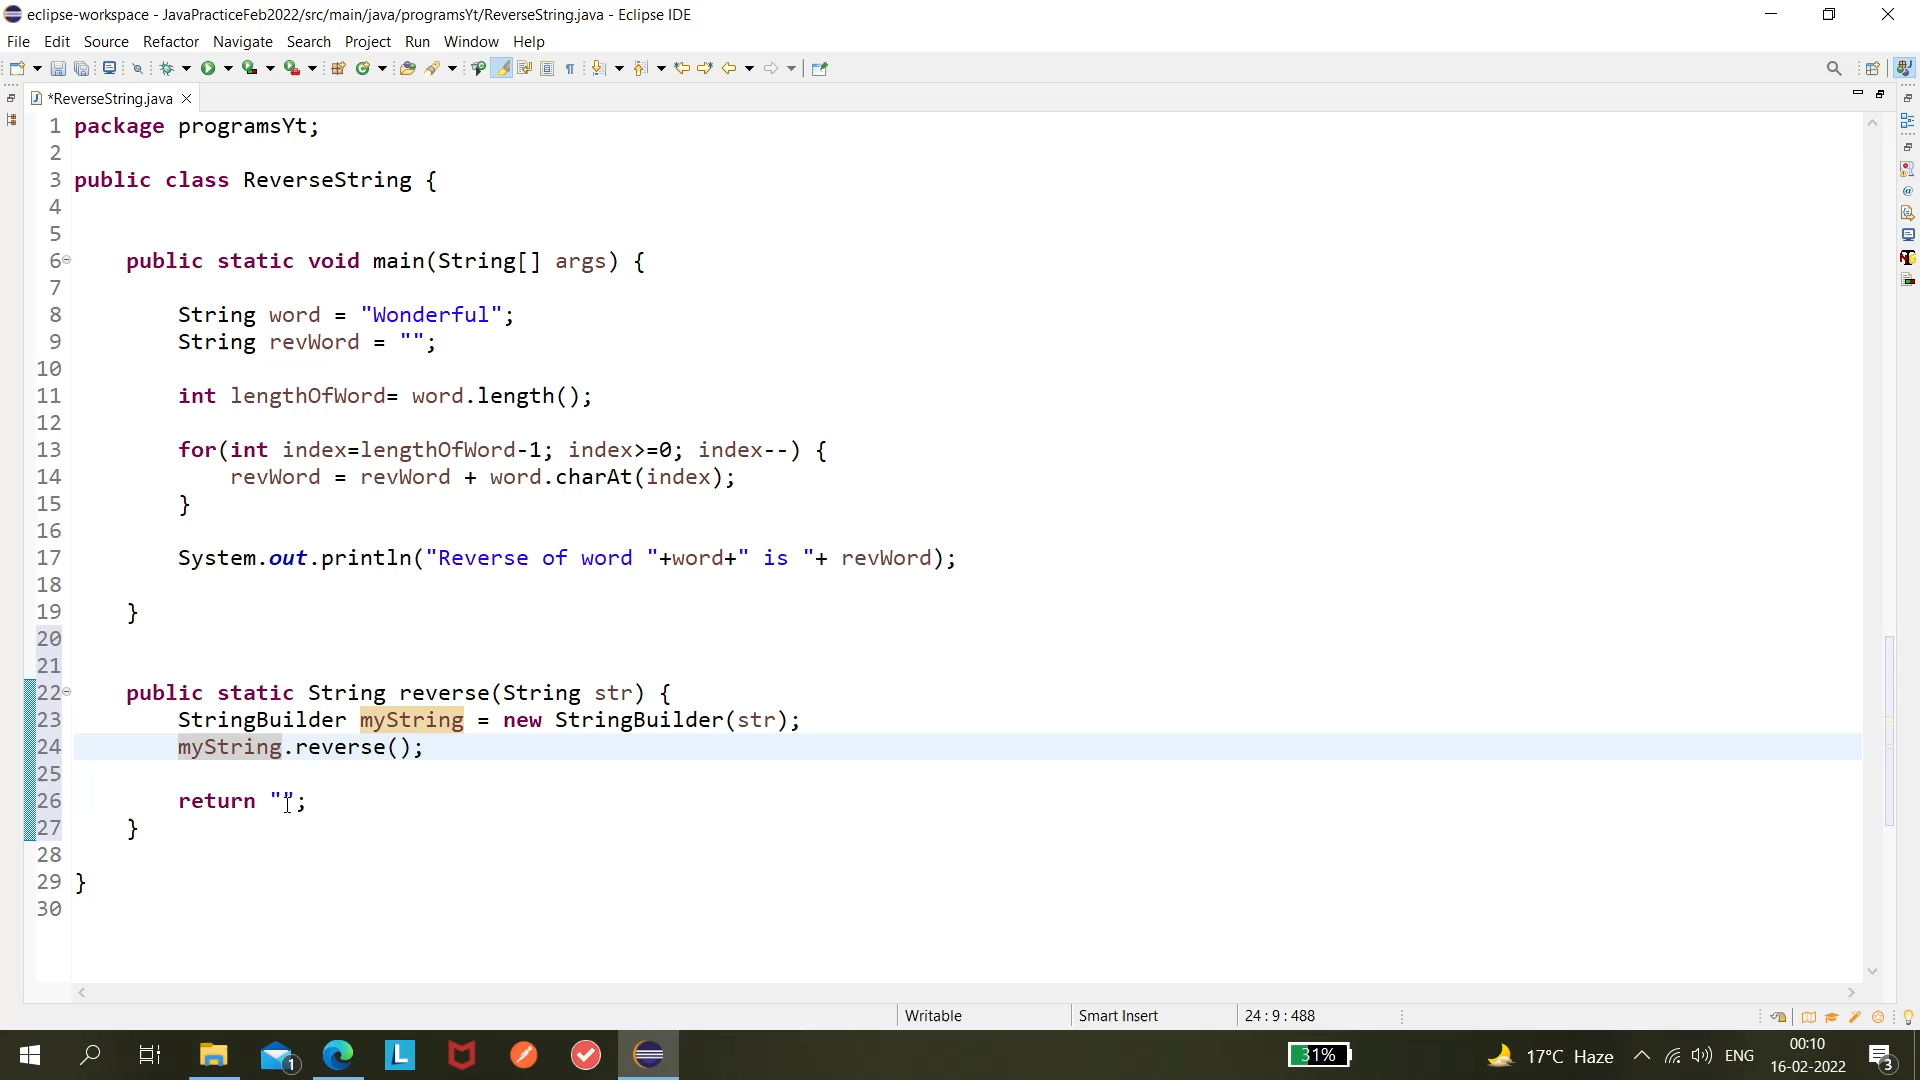 eclipse-workspace - JavaPracticeFeb2022/src/main/java/programsYt/ReverseString.java - Eclipse IDE
File Edit Source Refactor Navigate Search Project Run Window Help
*ReverseString.java
1 package programsYt;
2
3 public class ReverseString {
4
5
6 public static void main(String[] args) {
7
8 String word = "Wonderful";
9 String revWord = "";
10
11 int lengthOfWord= word.length();
12
13 for(int index=lengthOfWord-1; index>=0; index--) {
14 revWord = revWord + word.charAt(index);
15 }
16
17 System.out.println("Reverse of word "+word+" is "+ revWord);
18
19 }
20
21
22 public static String reverse(String str) {
23 StringBuilder myString = new StringBuilder(str);
24 myString.reverse();
25
26 return "";
27 }
28
29 }
30
Writable Smart Insert 24 : 9 : 488
1 L 31% 17°C Haze ENG 00:10
16-02-2022 3